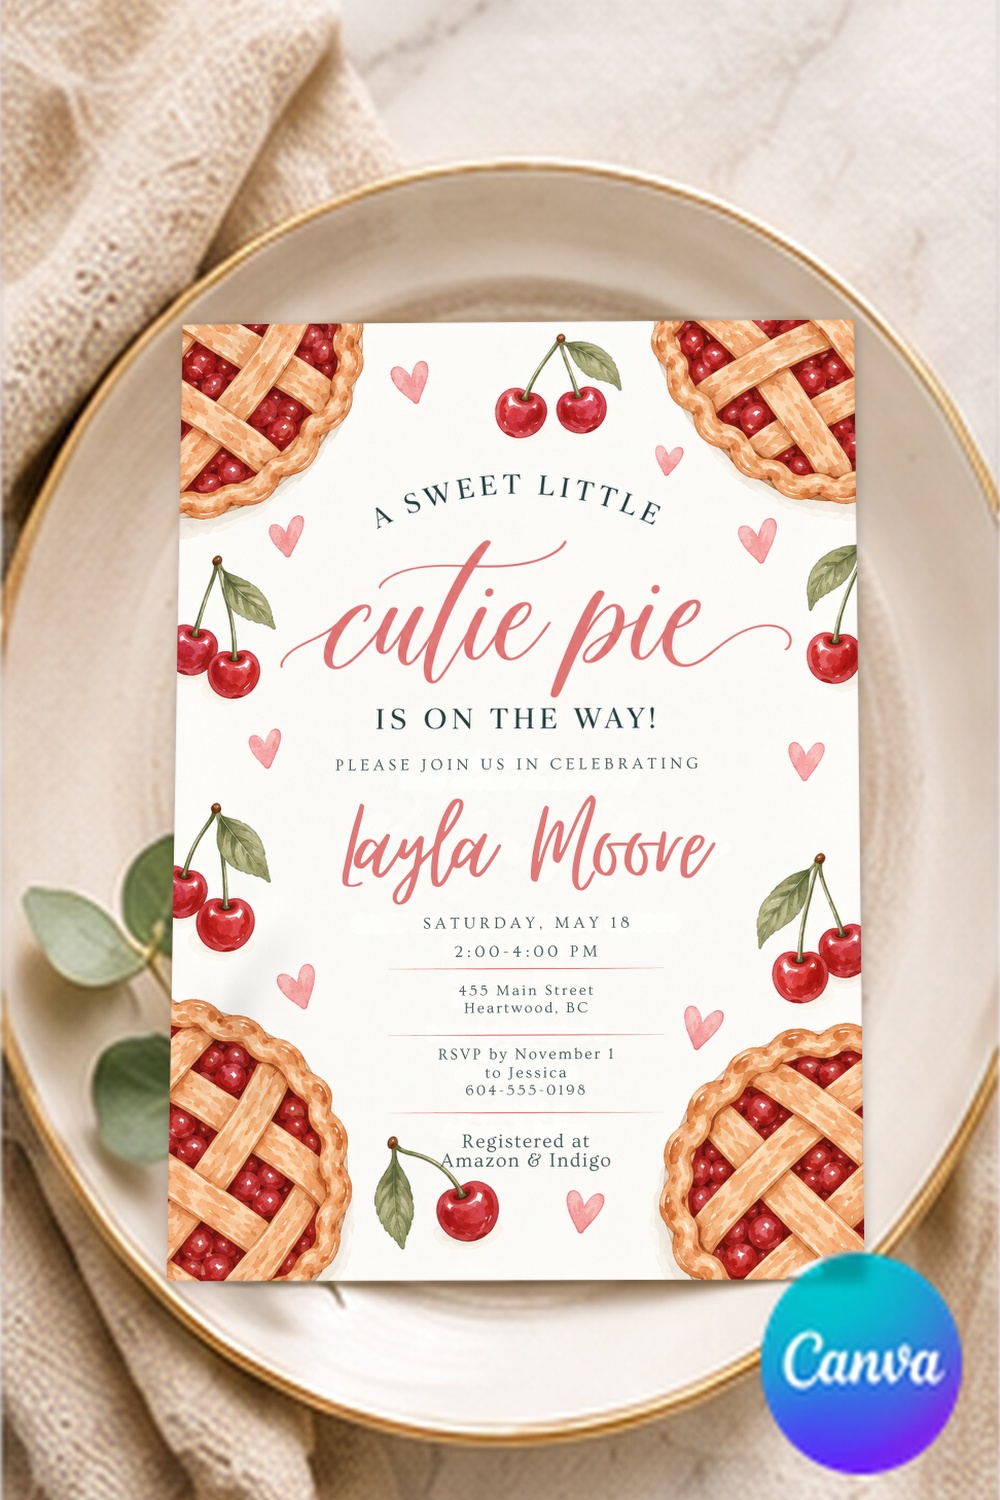 A SWEET LITTLE
cutie pie
IS ON THE WAY!
PLEASE JOIN US IN CELEBRATING
Layla Moore
SATURDAY, MAY 18
2:00-4:00 PM
455 Main Street
Heartwood, BC
RSVP by November 1
to Jessica
604-555-0198
Registered at
Amazon & Indigo
Canva